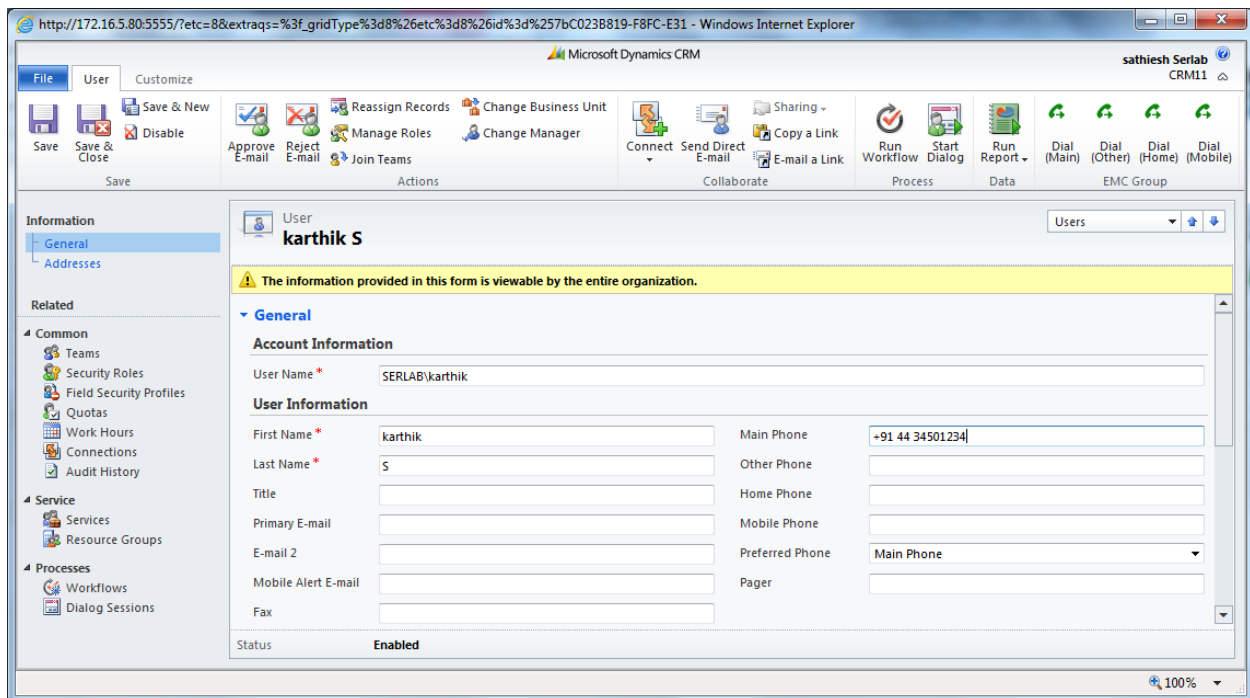 http://172.16.5.80:5555/?etc=8&extraqs=%3f_gridType%3d8%26etc%3d8%26id%3d%257bC023B819-F8FC-E31 - Windows Internet Explorer
Microsoft Dynamics CRM
sathiesh Serlab
CRM11
File User Customize
Save
Save & Close
Save & New
Disable
Save
Approve E-mail
Reject E-mail
Reassign Records
Manage Roles
Join Teams
Change Business Unit
Change Manager
Actions
Connect
Send Direct E-mail
Sharing
Copy a Link
E-mail a Link
Collaborate
Run Workflow
Start Dialog
Process
Run Report
Data
Dial (Main)
Dial (Other)
Dial (Home)
Dial (Mobile)
EMC Group
Information
General
Addresses
Related
Common
Teams
Security Roles
Field Security Profiles
Quotas
Work Hours
Connections
Audit History
Service
Services
Resource Groups
Processes
Workflows
Dialog Sessions
User
karthik S
Users
The information provided in this form is viewable by the entire organization.
General
Account Information
User Name * SERLAB\karthik
User Information
First Name * karthik
Main Phone +91 44 34501234
Last Name * S
Other Phone
Title
Home Phone
Primary E-mail
Mobile Phone
E-mail 2
Preferred Phone Main Phone
Mobile Alert E-mail
Pager
Fax
Status Enabled
100%